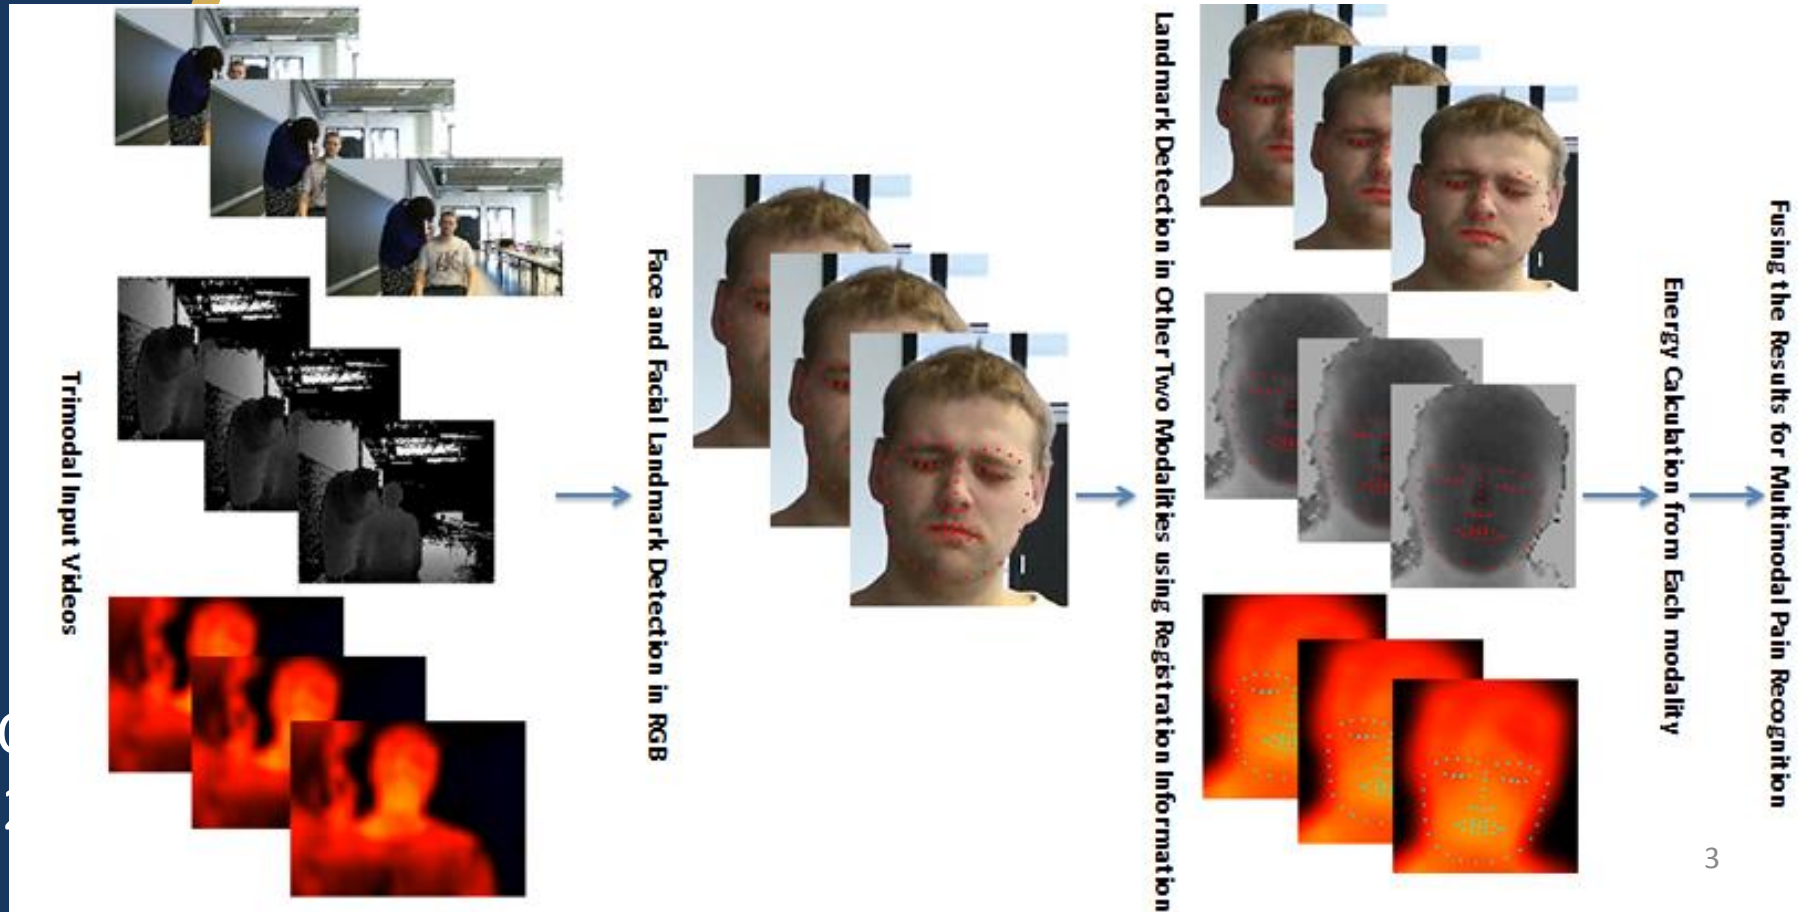 Trimodal Input Videos
Face and Facial Landmark Detection in RGB
Landmark Detection in Other Two Modalities using Registration Information
Energy Calculation from Each modality
Fusing the Results for Multimodal Pain Recognition
3